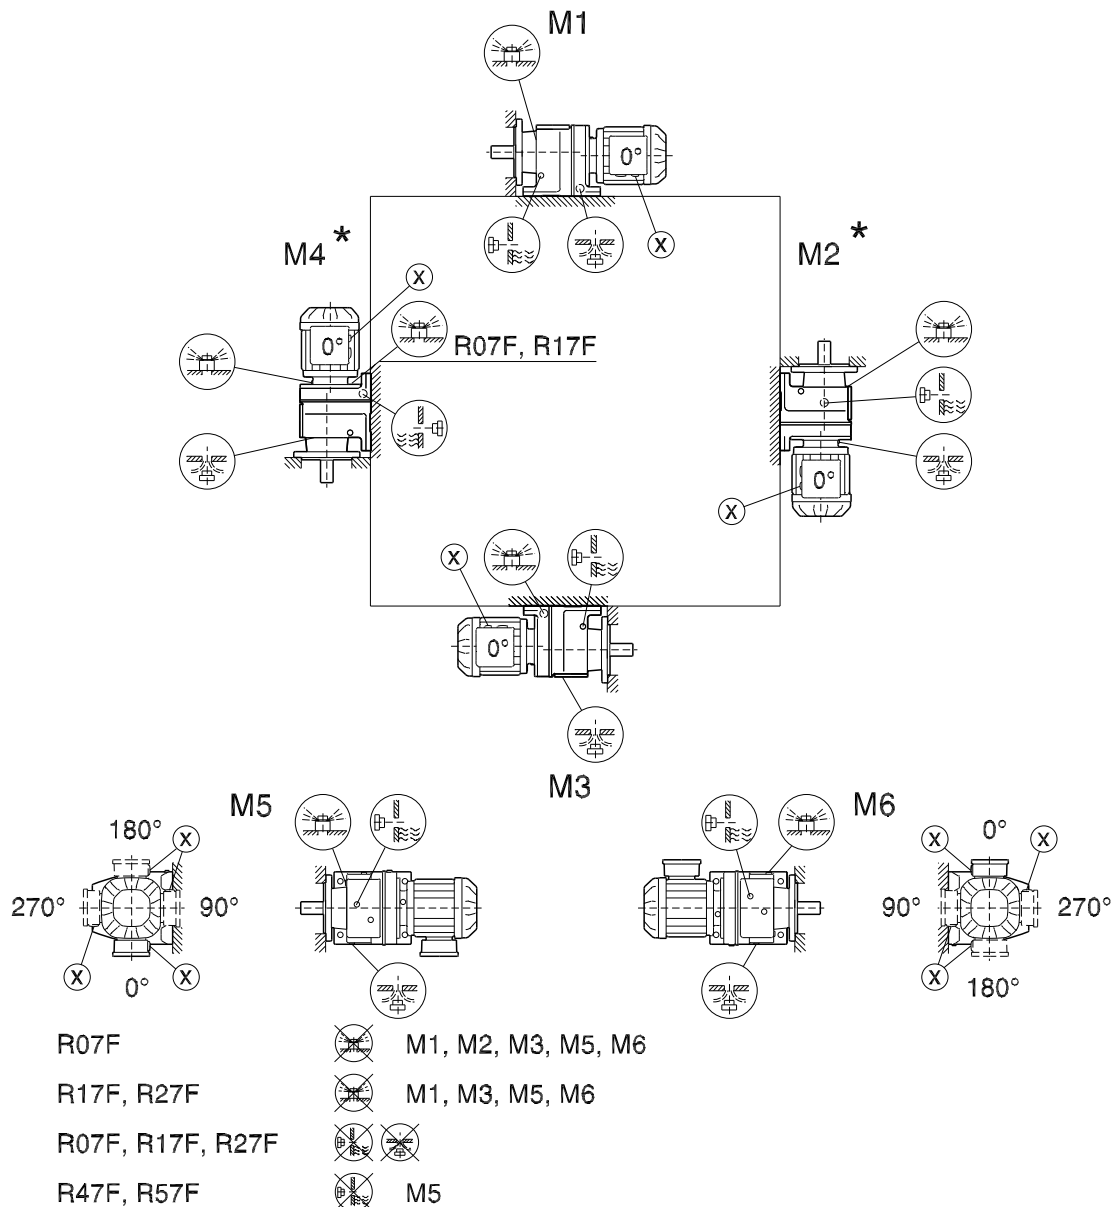 M1
0°
X
M4 *
M2 *
X
0°
R07F, R17F
0°
X
X
0°
M3
M5
M6
180°
X
0°
X
X
270°
90°
90°
270°
X
0°
X
X
180°
R07F M1, M2, M3, M5, M6
R17F, R27F M1, M3, M5, M6
R07F, R17F, R27F
R47F, R57F M5